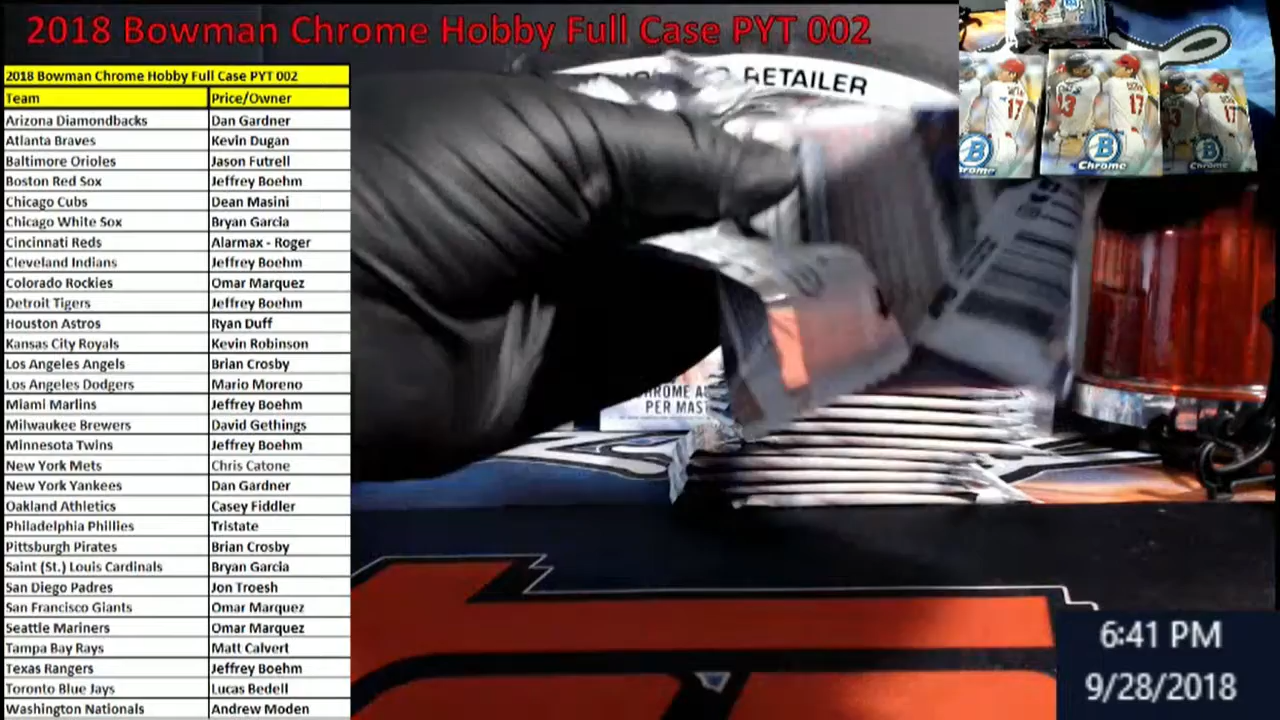 2018 Bowman Chrome Hobby Full Case PYT 002
2018 Bowman Chrome Hobby Full Case PYT 002
Team Price/Owner
Arizona Diamondbacks Dan Gardner
Atlanta Braves Kevin Dugan
Baltimore Orioles Jason Futrell
Boston Red Sox Jeffrey Boehm
Chicago Cubs Dean Masini
Chicago White Sox Bryan Garcia
Cincinnati Reds Alarmax - Roger
Cleveland Indians Jeffrey Boehm
Colorado Rockies Omar Marquez
Detroit Tigers Jeffrey Boehm
Houston Astros Ryan Duff
Kansas City Royals Kevin Robinson
Los Angeles Angels Brian Crosby
Los Angeles Dodgers Mario Moreno
Miami Marlins Jeffrey Boehm
Milwaukee Brewers David Gethings
Minnesota Twins Jeffrey Boehm
New York Mets Chris Catone
New York Yankees Dan Gardner
Oakland Athletics Casey Fiddler
Philadelphia Phillies Tristate
Pittsburgh Pirates Brian Crosby
Saint (St.) Louis Cardinals Bryan Garcia
San Diego Padres Jon Troesh
San Francisco Giants Omar Marquez
Seattle Mariners Omar Marquez
Tampa Bay Rays Matt Calvert
Texas Rangers Jeffrey Boehm
Toronto Blue Jays Lucas Bedell
Washington Nationals Andrew Moden
RETAILER
PER MAS
17
13 17
17
B
Chrome
6:41 PM
9/28/2018